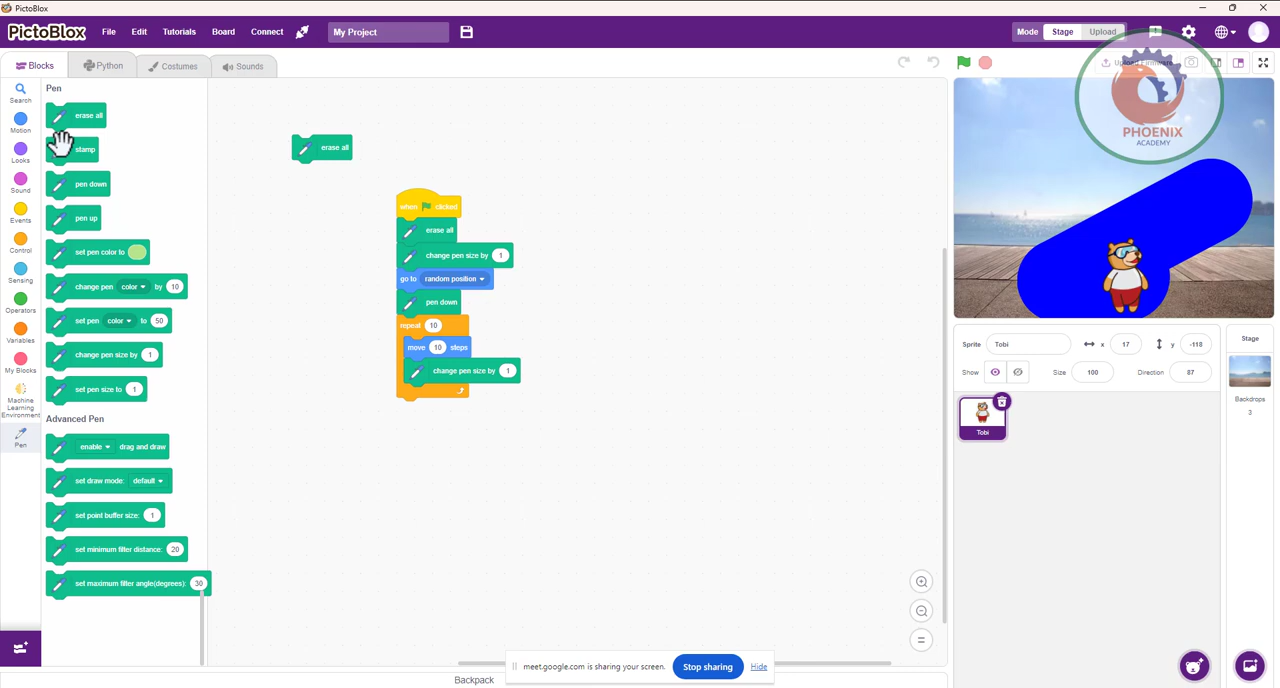 PictoBlox
PictoBlox File Edit Tutorials Board Connect My Project Mode Stage Upload
Blocks Python Costumes Sounds Upload Firmware
Search
Motion
Looks
Sound
Events
Control
Sensing
Operators
Variables
My Blocks
Machine
Learning
Environment
Pen
Pen
erase all
stamp
pen down
pen up
set pen color to
change pen color by 10
set pen color to 50
change pen size by 1
set pen size to 1
Advanced Pen
enable drag and draw
set draw mode: default
set point buffer size: 1
set minimum filter distance: 20
set maximum filter angle(degrees): 30
erase all
when clicked
erase all
change pen size by 1
go to random position
pen down
repeat 10
move 10 steps
change pen size by 1
PHOENIX
ACADEMY
Sprite Tobi x 17 y -118
Show Size 100 Direction 87
Tobi
Stage
Backdrops
3
meet.google.com is sharing your screen. Stop sharing Hide
Backpack